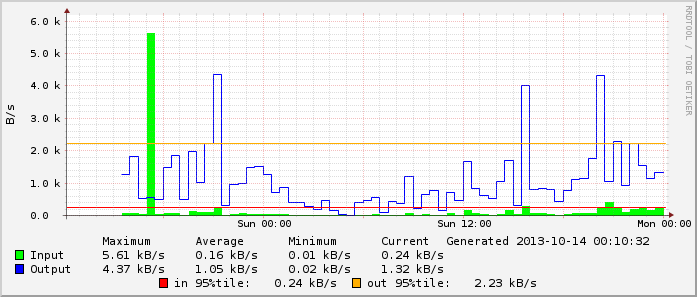 6.0 k
5.0 k
4.0 k
3.0 k
2.0 k
1.0 k
0.0
B/s
RRDTOOL / TOBI OETIKER
Sun 00:00 Sun 12:00 Mon 00:00
Maximum Average Minimum Current Generated 2013-10-14 00:10:32
Input 5.61 kB/s 0.16 kB/s 0.01 kB/s 0.24 kB/s
Output 4.37 kB/s 1.05 kB/s 0.02 kB/s 1.32 kB/s
in 95%tile: 0.24 kB/s out 95%tile: 2.23 kB/s